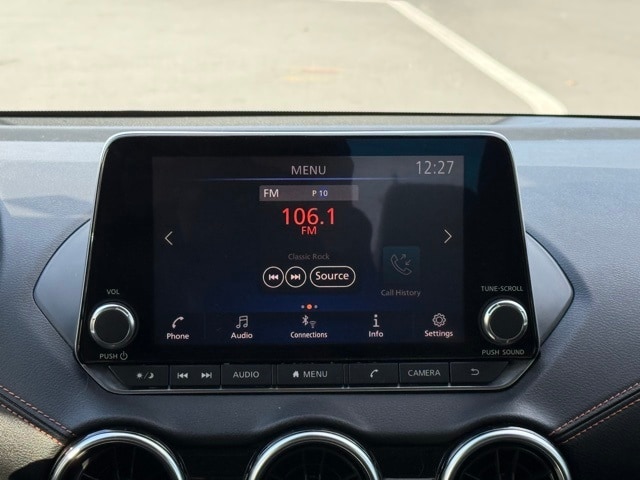 MENU 12:27
FM P 10
106.1
FM
Classic Rock
Source
Call History
VOL
TUNE·SCROLL
PUSH
PUSH SOUND
Phone Audio Connections Info Settings
AUDIO MENU CAMERA